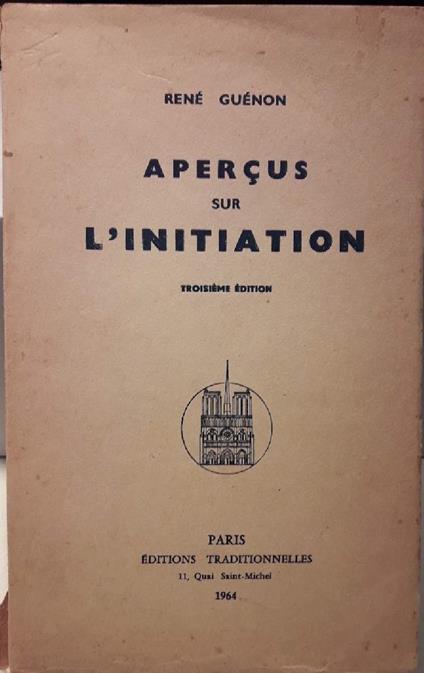 RENÉ GUÉNON
APERÇUS
SUR
L'INITIATION
TROISIÈME ÉDITION
PARIS
ÉDITIONS TRADITIONNELLES
11, Quai Saint-Michel
1964